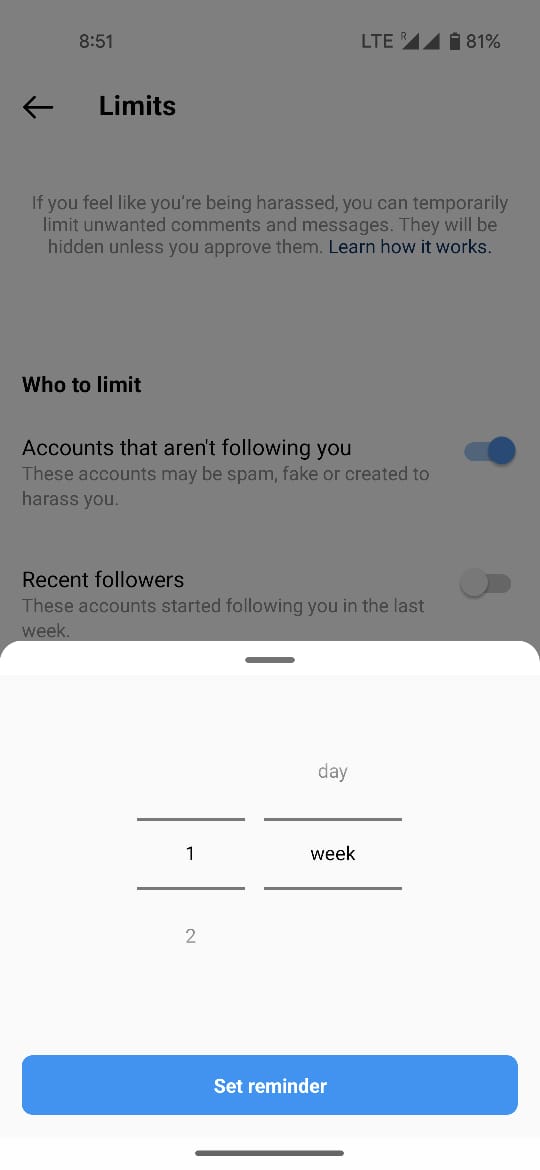 8:51 LTE R 81%
Limits
If you feel like you're being harassed, you can temporarily
limit unwanted comments and messages. They will be
hidden unless you approve them. Learn how it works.
Who to limit
Accounts that aren't following you
These accounts may be spam, fake or created to
harass you.
Recent followers
These accounts started following you in the last
week.
day
1 week
2
Set reminder